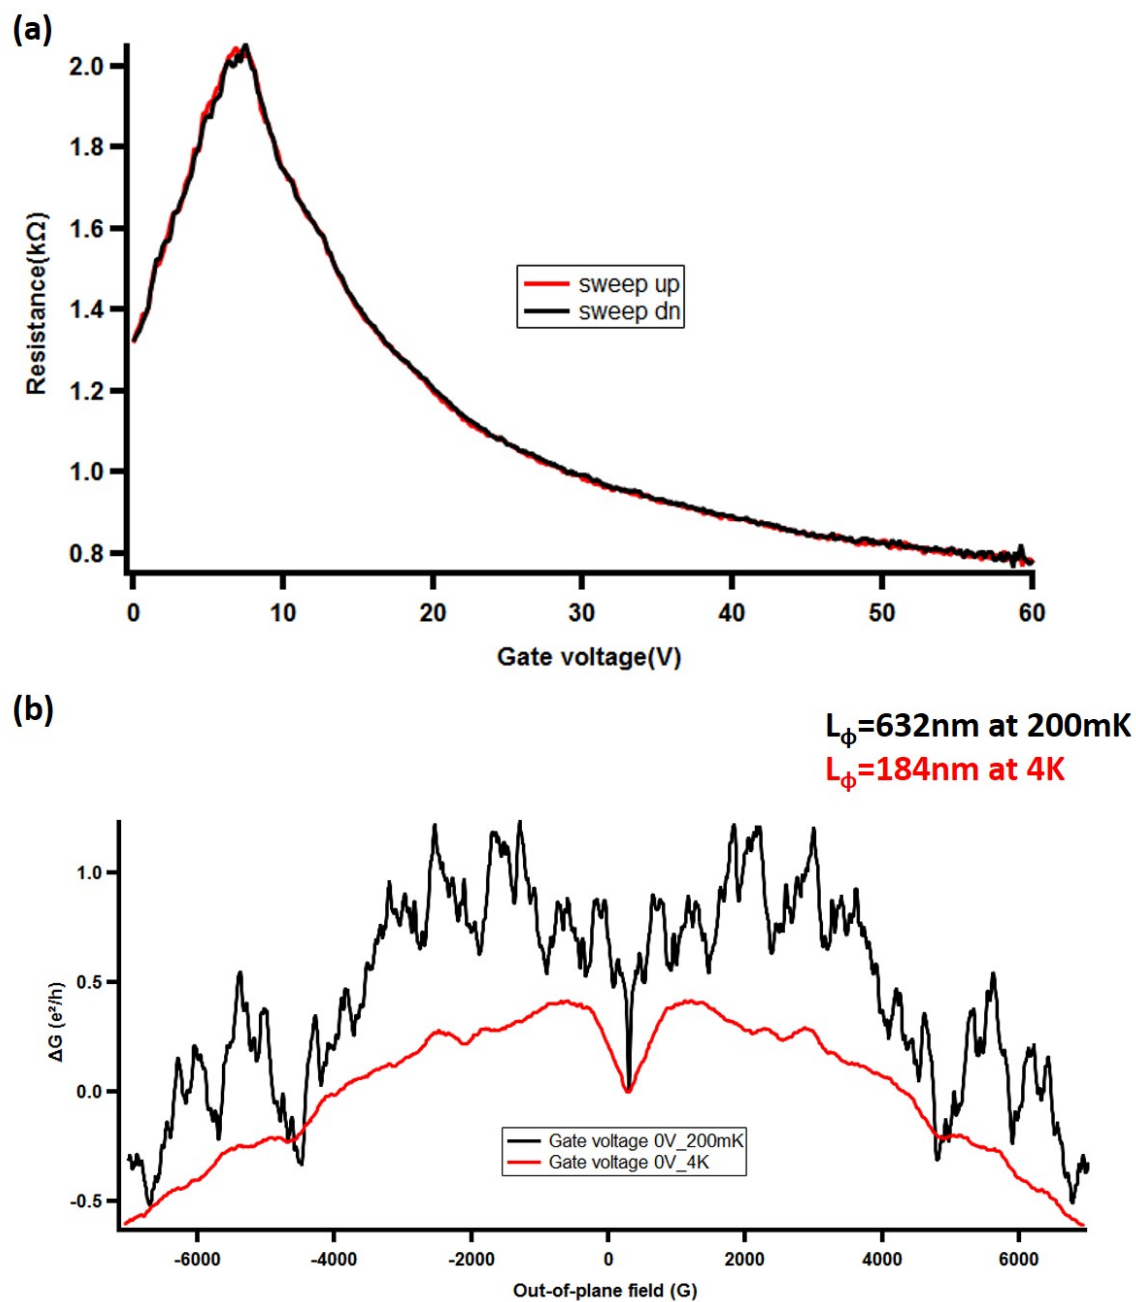 (a)
2.0
1.8
1.6
1.4
1.2
1.0
0.8
Resistance(kΩ)
sweep up
sweep dn
0 10 20 30 40 50 60
Gate voltage(V)
(b)
Lϕ=632nm at 200mK
Lϕ=184nm at 4K
1.0
0.5
0.0
-0.5
ΔG (e²/h)
Gate voltage 0V_200mK
Gate voltage 0V_4K
-6000 -4000 -2000 0 2000 4000 6000
Out-of-plane field (G)